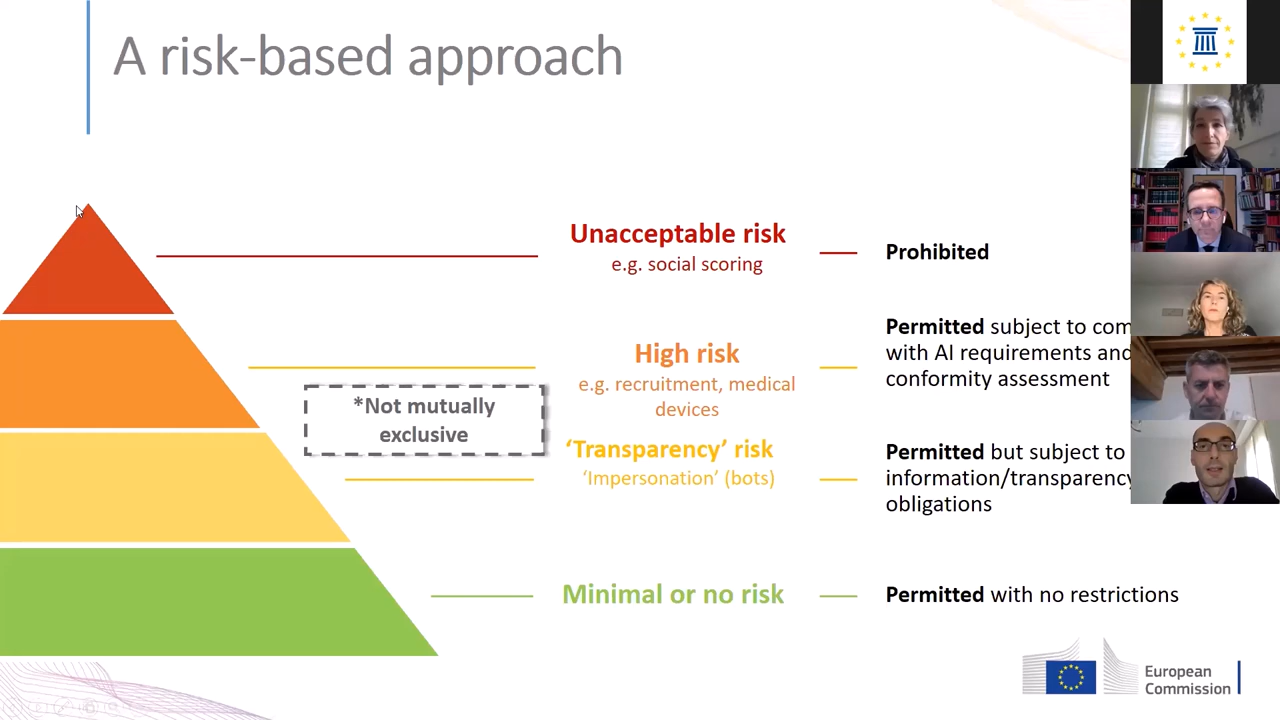 A risk-based approach
Unacceptable risk
e.g. social scoring
Prohibited
High risk
e.g. recruitment, medical
devices
Permitted subject to com
with AI requirements and
conformity assessment
*Not mutually
exclusive
‘Transparency’ risk
‘Impersonation’ (bots)
Permitted but subject to
information/transparency
obligations
Minimal or no risk
Permitted with no restrictions
European
Commission